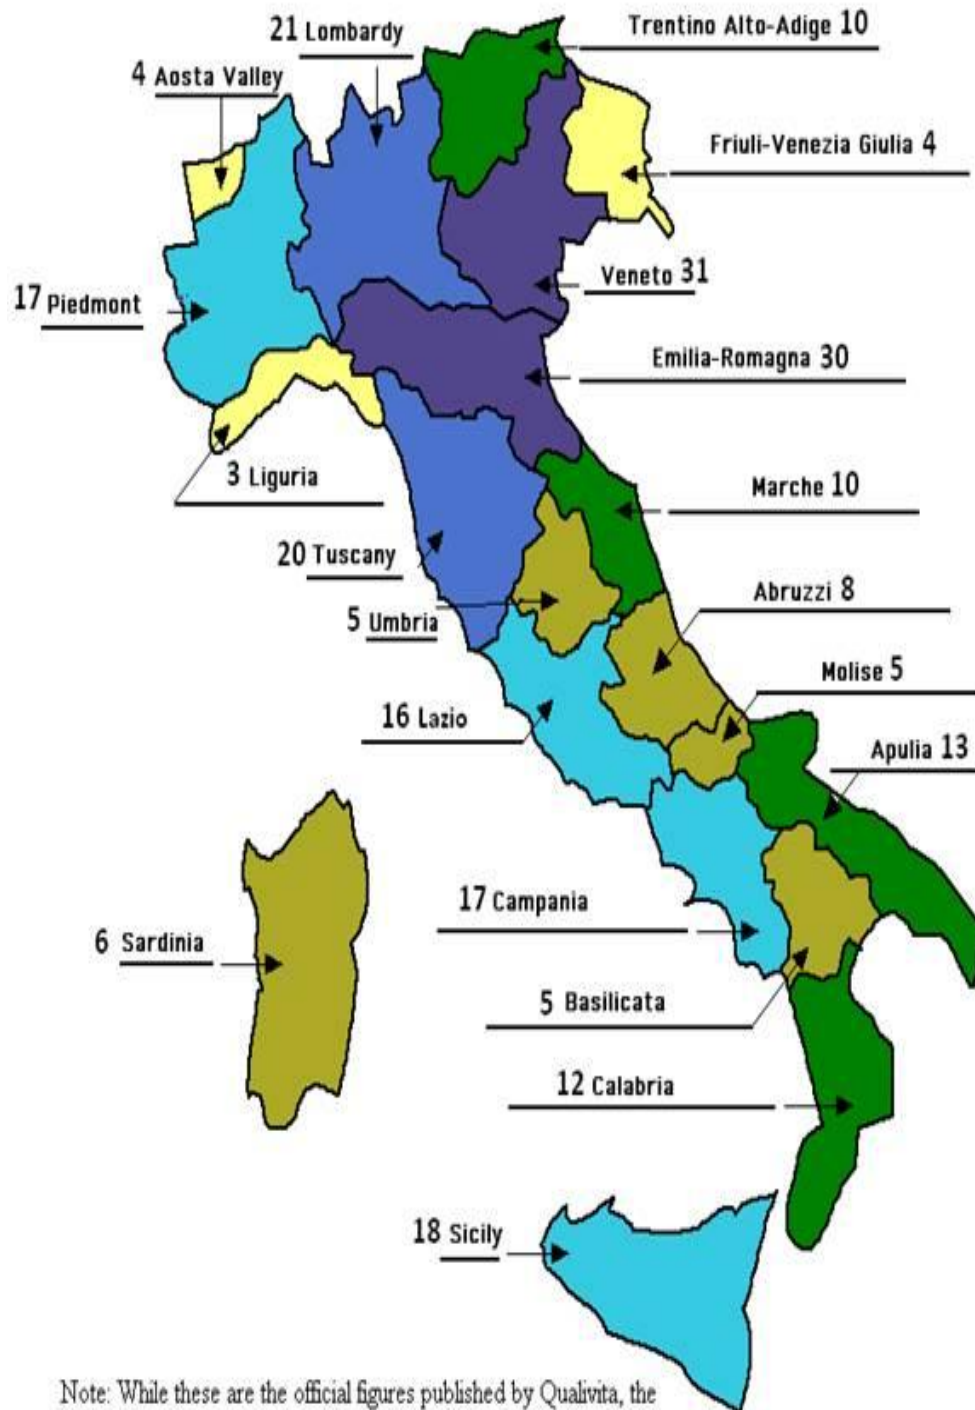 21 Lombardy
Trentino Alto-Adige 10
4 Aosta Valley
Friuli-Venezia Giulia 4
Veneto 31
17 Piedmont
Emilia-Romagna 30
3 Liguria
Marche 10
20 Tuscany
Abruzzi 8
5 Umbria
Molise 5
16 Lazio
Apulia 13
17 Campania
6 Sardinia
5 Basilicata
12 Calabria
18 Sicily
Note: While these are the official figures published by Qualivita, the